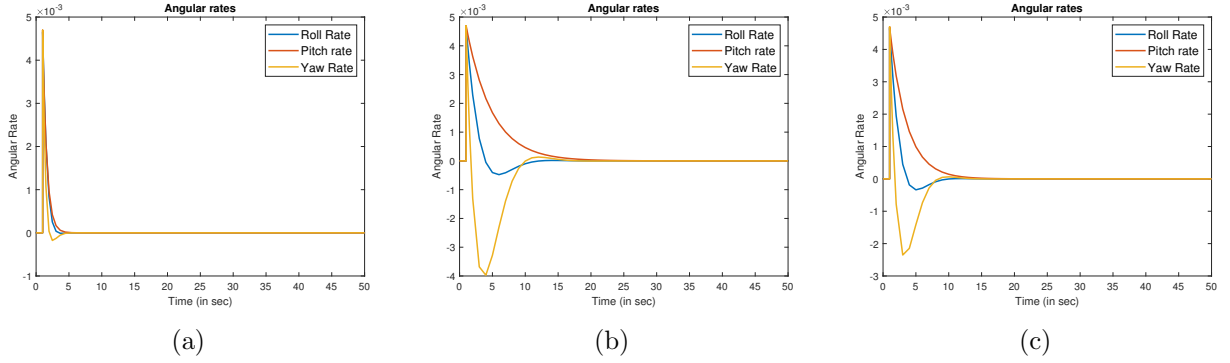 Angular rates
5 ×10⁻³
4
3
2
1
0
-1
Angular Rate
Roll Rate
Pitch rate
Yaw Rate
0 5 10 15 20 25 30 35 40 45 50
Time (in sec)
(a)
Angular rates
5 ×10⁻³
4
3
2
1
0
-1
-2
-3
-4
Angular Rate
Roll Rate
Pitch rate
Yaw Rate
0 5 10 15 20 25 30 35 40 45 50
Time (in sec)
(b)
Angular rates
5 ×10⁻³
4
3
2
1
0
-1
-2
-3
Angular Rate
Roll Rate
Pitch rate
Yaw Rate
0 5 10 15 20 25 30 35 40 45 50
Time (in sec)
(c)